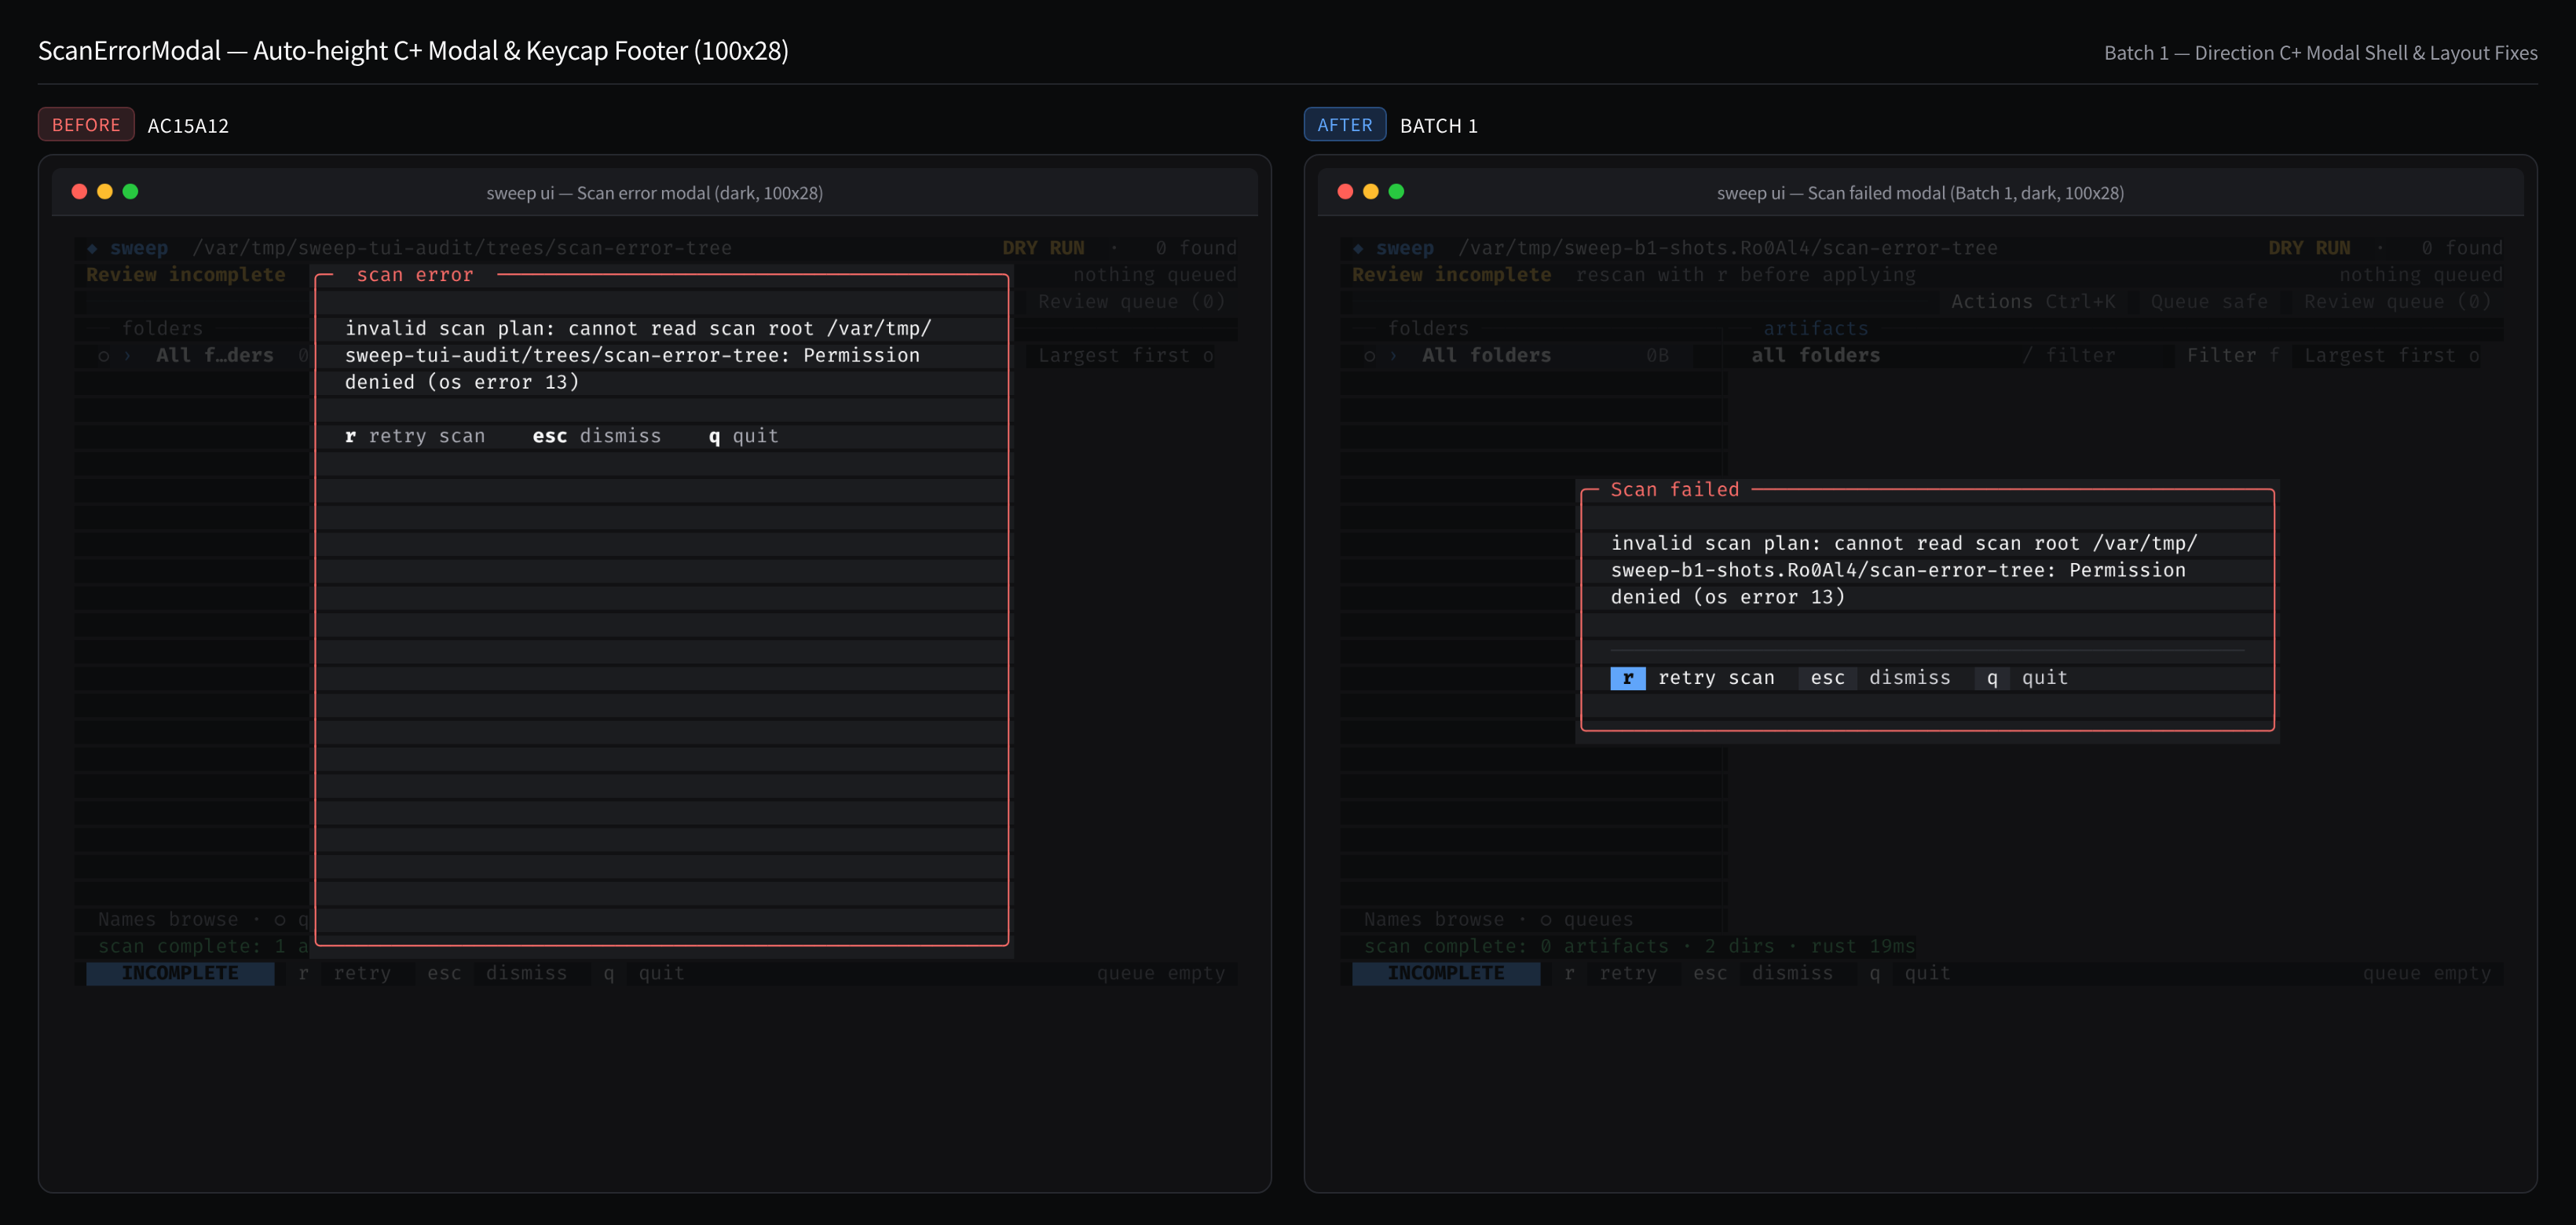 ScanErrorModal — Auto-height C+ Modal & Keycap Footer (100x28)
Batch 1 — Direction C+ Modal Shell & Layout Fixes
BEFORE AC15A12
sweep ui — Scan error modal (dark, 100x28)
◆ sweep /var/tmp/sweep-tui-audit/trees/scan-error-tree DRY RUN · 0 found
Review incomplete scan error nothing queued
Review queue (0)
folders
invalid scan plan: cannot read scan root /var/tmp/
○ › All f…ders 0 sweep-tui-audit/trees/scan-error-tree: Permission Largest first o
denied (os error 13)
r retry scan esc dismiss q quit
Names browse · ○ q
scan complete: 1 a
INCOMPLETE r retry esc dismiss q quit queue empty
AFTER BATCH 1
sweep ui — Scan failed modal (Batch 1, dark, 100x28)
◆ sweep /var/tmp/sweep-b1-shots.Ro0Al4/scan-error-tree DRY RUN · 0 found
Review incomplete rescan with r before applying nothing queued
Actions Ctrl+K Queue safe Review queue (0)
folders artifacts
○ › All folders 0B all folders / filter Filter f Largest first o
Scan failed
invalid scan plan: cannot read scan root /var/tmp/
sweep-b1-shots.Ro0Al4/scan-error-tree: Permission
denied (os error 13)
r retry scan esc dismiss q quit
Names browse · ○ queues
scan complete: 0 artifacts · 2 dirs · rust 19ms
INCOMPLETE r retry esc dismiss q quit queue empty